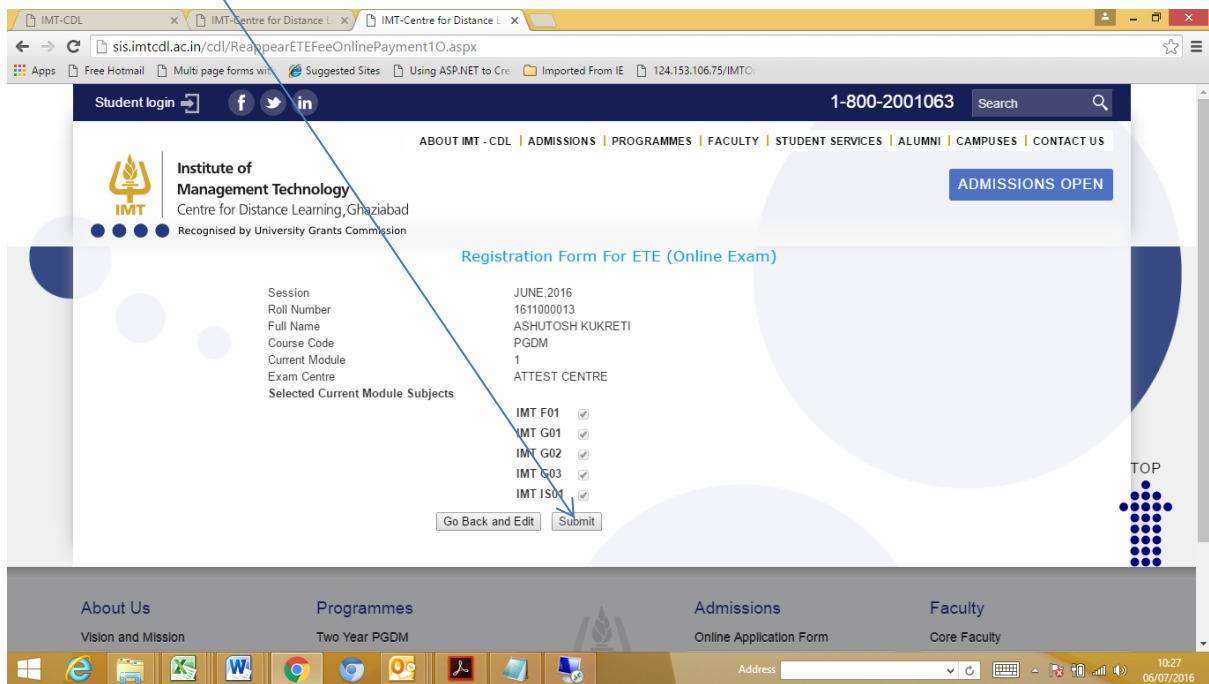 IMT-CDL
IMT-Centre for Distance L
IMT-Centre for Distance L
sis.imtcdl.ac.in/cdl/ReappearETEFeeOnlinePayment1O.aspx
Apps Free Hotmail Multi page forms with Suggested Sites Using ASP.NET to Cre Imported From IE 124.153.106.75/IMTO
Student login 1-800-2001063 Search
ABOUT IMT - CDL | ADMISSIONS | PROGRAMMES | FACULTY | STUDENT SERVICES | ALUMNI | CAMPUSES | CONTACT US
Institute of
Management Technology
Centre for Distance Learning, Ghaziabad
Recognised by University Grants Commission
IMT
ADMISSIONS OPEN
Registration Form For ETE (Online Exam)
Session JUNE,2016
Roll Number 1611000013
Full Name ASHUTOSH KUKRETI
Course Code PGDM
Current Module 1
Exam Centre ATTEST CENTRE
Selected Current Module Subjects
IMT F01
IMT G01
IMT G02
IMT G03
IMT IS01
Go Back and Edit Submit
TOP
About Us Programmes Admissions Faculty
Vision and Mission Two Year PGDM Online Application Form Core Faculty
Address 10:27
06/07/2016